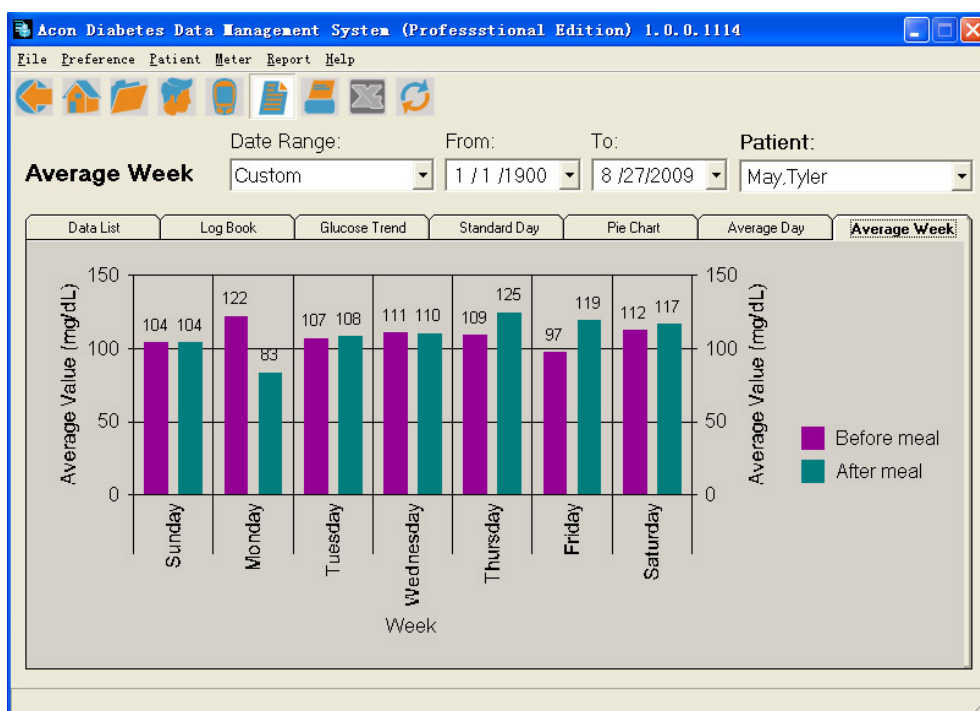 Acon Diabetes Data Management System (Professstional Edition) 1.0.0.1114
File Preference Patient Meter Report Help
Date Range: From: To: Patient:
Average Week Custom 1 / 1 /1900 8 /27/2009 May,Tyler
Data List Log Book Glucose Trend Standard Day Pie Chart Average Day Average Week
150 150
122 125
104 104 107 108 111 110 109 119 97 112 117
100 83 100
50 50
0 0
Average Value (mg/dL)
Average Value (mg/dL)
Before meal
After meal
Sunday Monday Tuesday Wednesday Thursday Friday Saturday
Week